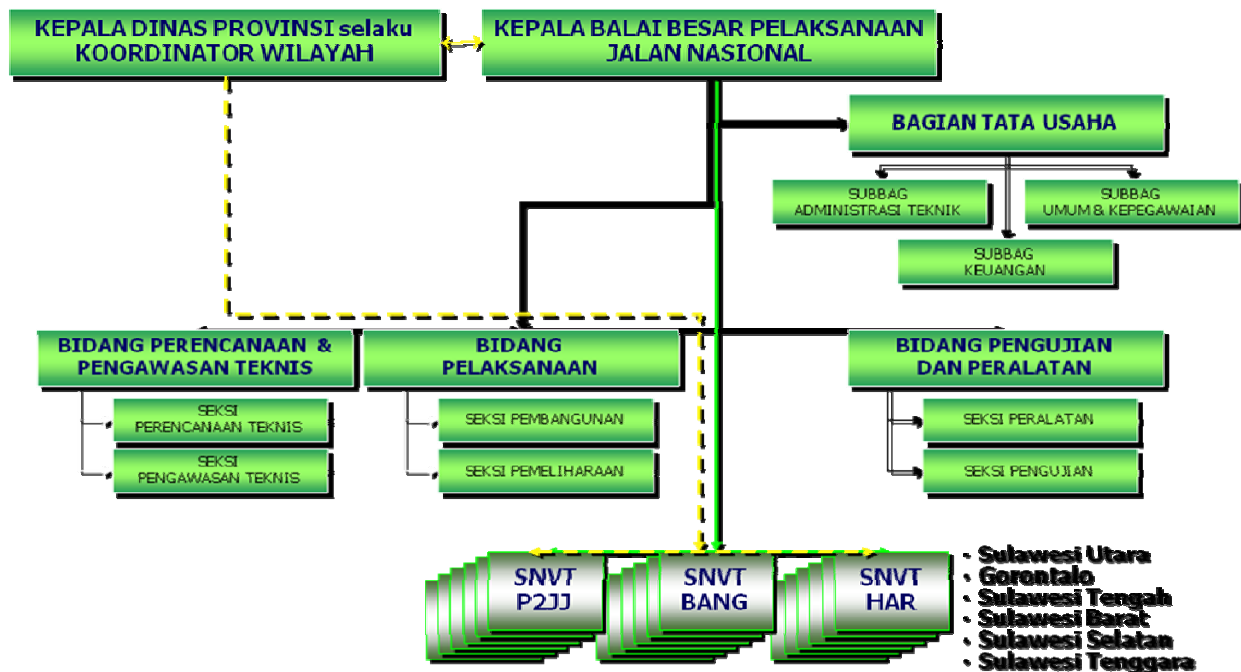 KEPALA DINAS PROVINSI selaku
KOORDINATOR WILAYAH
KEPALA BALAI BESAR PELAKSANAAN
JALAN NASIONAL
BAGIAN TATA USAHA
SUBBAG
ADMINISTRASI TEKNIK
SUBBAG
UMUM & KEPEGAWAIAN
SUBBAG
KEUANGAN
BIDANG PERENCANAAN &
PENGAWASAN TEKNIS
BIDANG
PELAKSANAAN
BIDANG PENGUJIAN
DAN PERALATAN
SEKSI
PERENCANAAN TEKNIS
SEKSI
PENGAWASAN TEKNIS
SEKSI PEMBANGUNAN
SEKSI PEMELIHARAAN
SEKSI PERALATAN
SEKSI PENGUJIAN
SNVT
P2JJ
SNVT
BANG
SNVT
HAR
• Sulawesi Utara
• Gorontalo
• Sulawesi Tengah
• Sulawesi Barat
• Sulawesi Selatan
• Sulawesi Tenggara